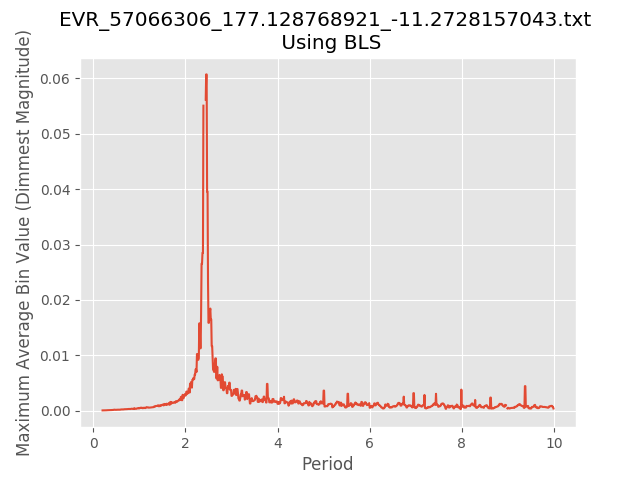 EVR_57066306_177.128768921_-11.2728157043.txt
Using BLS
Maximum Average Bin Value (Dimmest Magnitude)
0.06
0.05
0.04
0.03
0.02
0.01
0.00
0 2 4 6 8 10
Period